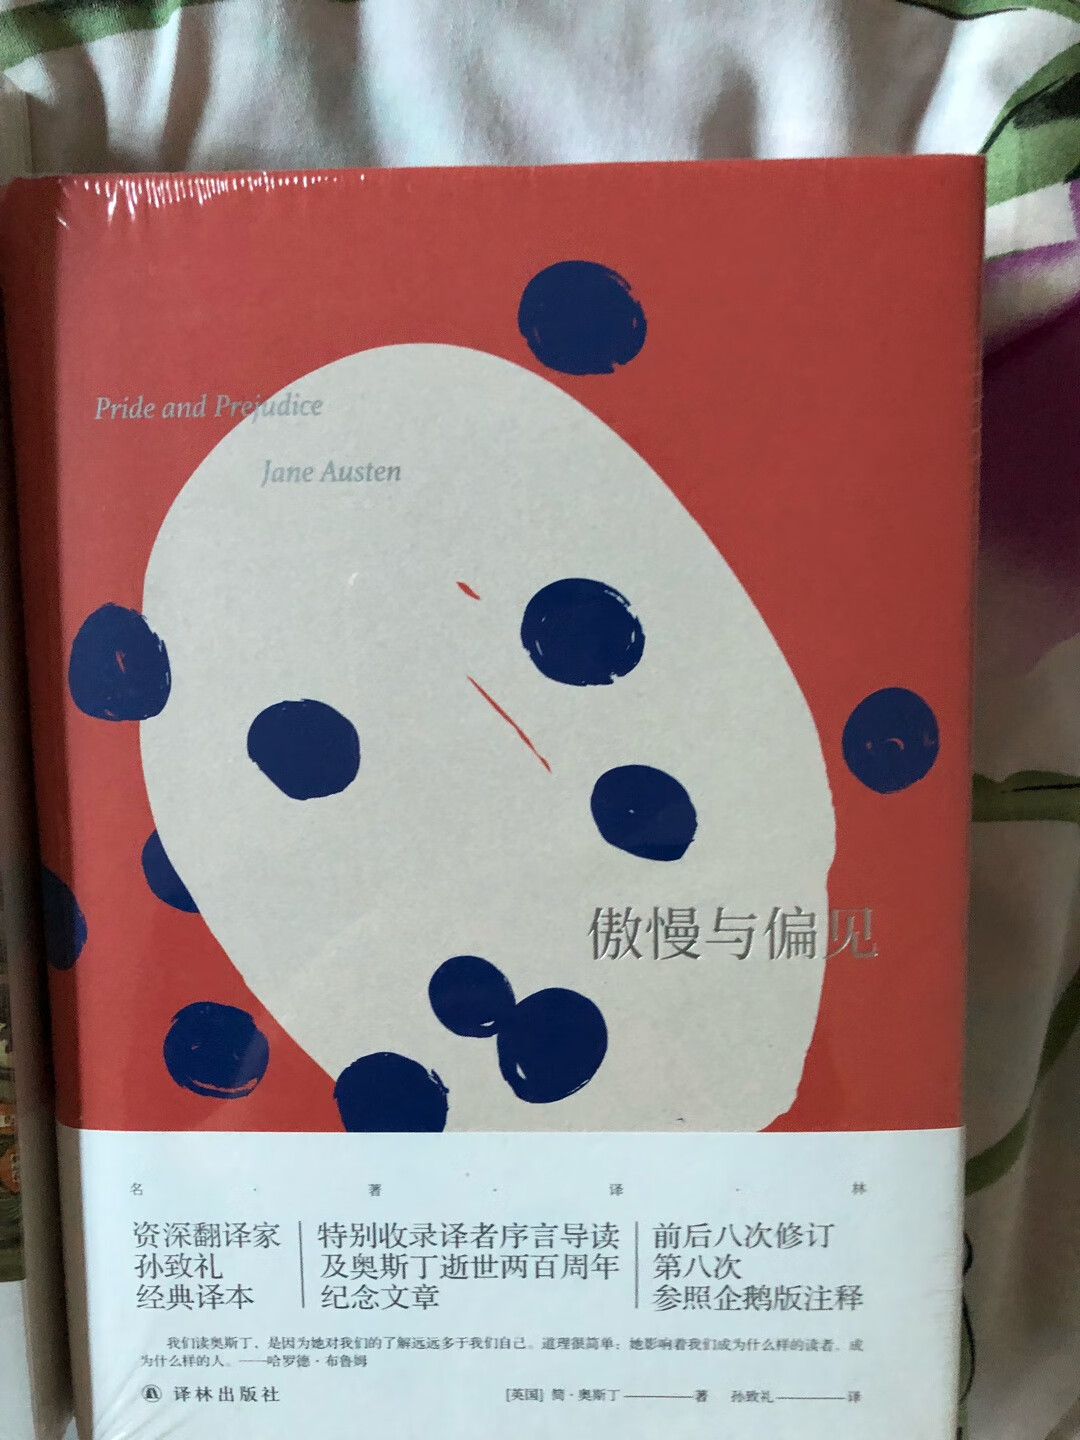 Pride and Prejudice
Jane Austen
傲慢与偏见
名·著·译·林
资深翻译家
孙致礼
经典译本
特别收录译者序言导读
及奥斯丁逝世两百周年
纪念文章
前后八次修订
第八次
参照企鹅版注释
我们读奥斯丁,是因为她对我们的了解远远多于我们自己。道理很简单:她影响着我们成为什么样的读者,成
为什么样的人。——哈罗德·布鲁姆
译林出版社
[英国] 简·奥斯丁————著 孙致礼————译